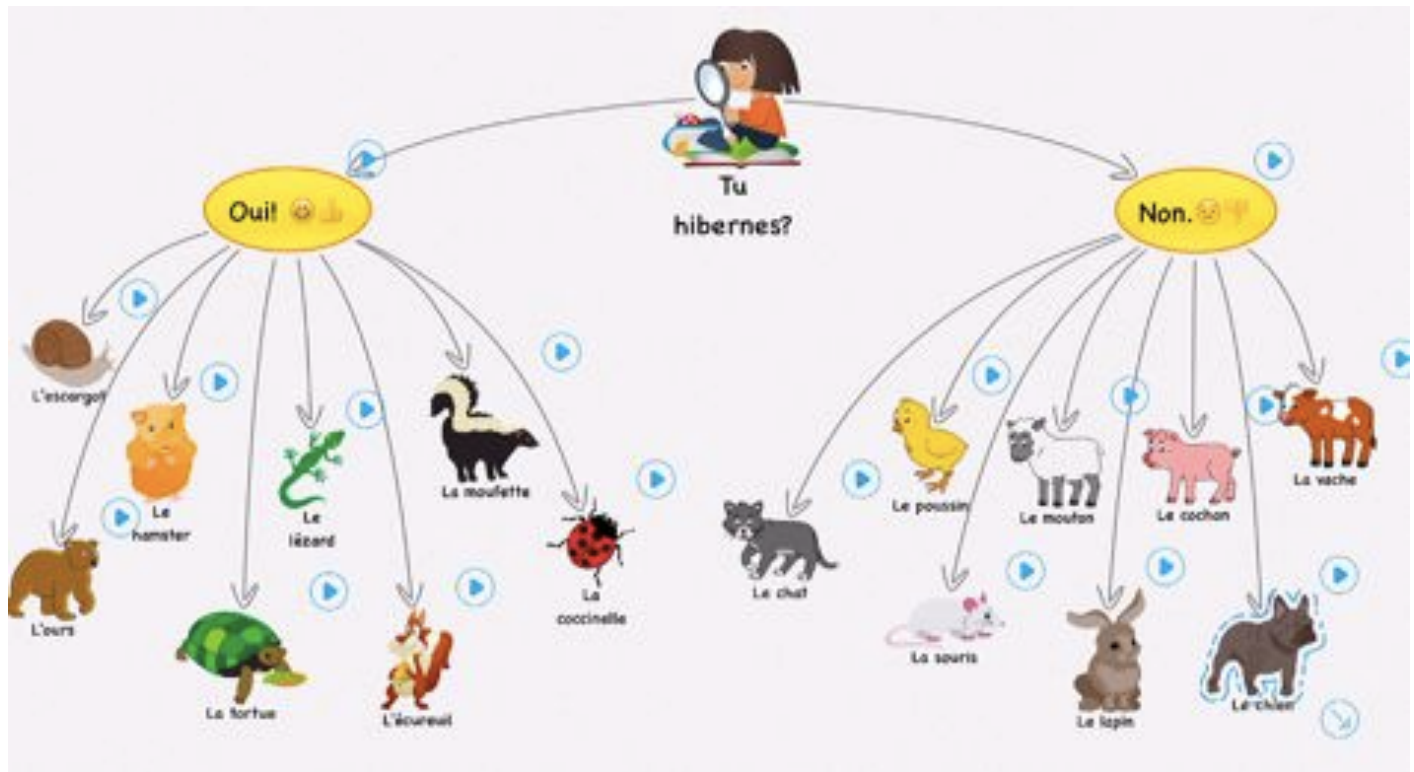 Tu
hibernes?
Oui!
Non.
L'escargot
Le
hamster
Le
lézard
La moufette
La
coccinelle
L'ours
La tortue
L'écureuil
Le chat
Le poussin
Le mouton
Le cochon
La vache
La souris
Le lapin
Le chien